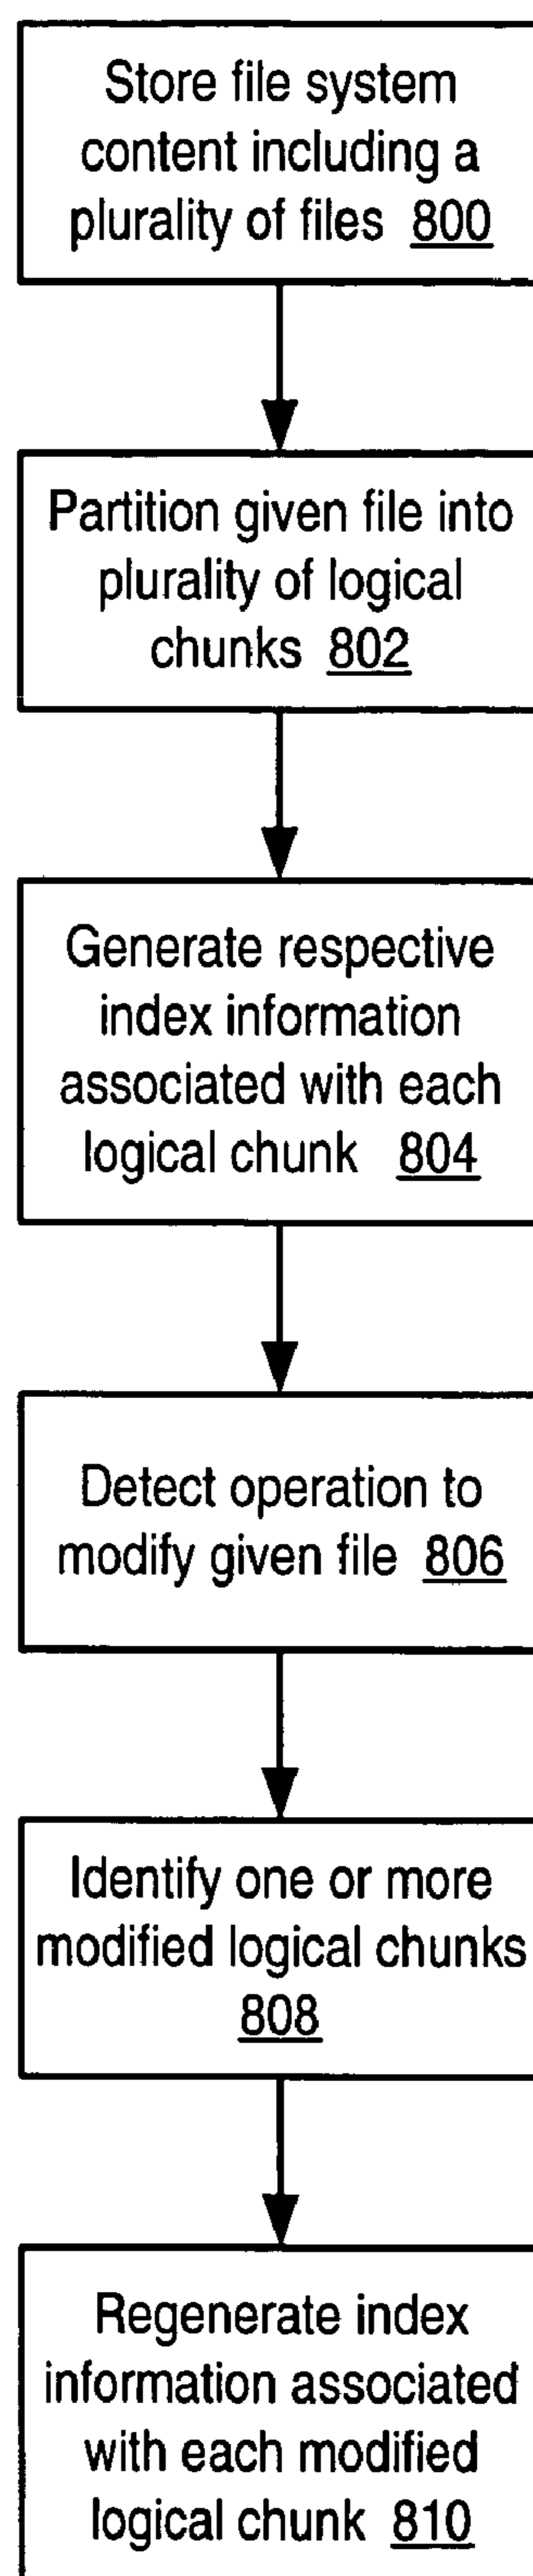 Store file system
content including a
plurality of files 800
Partition given file into
plurality of logical
chunks 802
Generate respective
index information
associated with each
logical chunk 804
Detect operation to
modify given file 806
Identify one or more
modified logical chunks
808
Regenerate index
information associated
with each modified
logical chunk 810